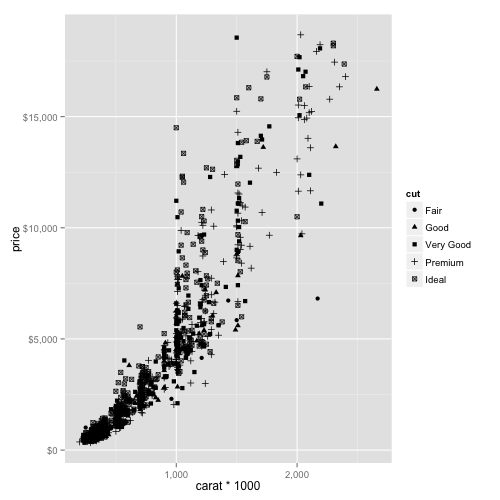 $15,000
$10,000
$5,000
$0
price
1,000
2,000
carat * 1000
cut
Fair
Good
Very Good
Premium
Ideal